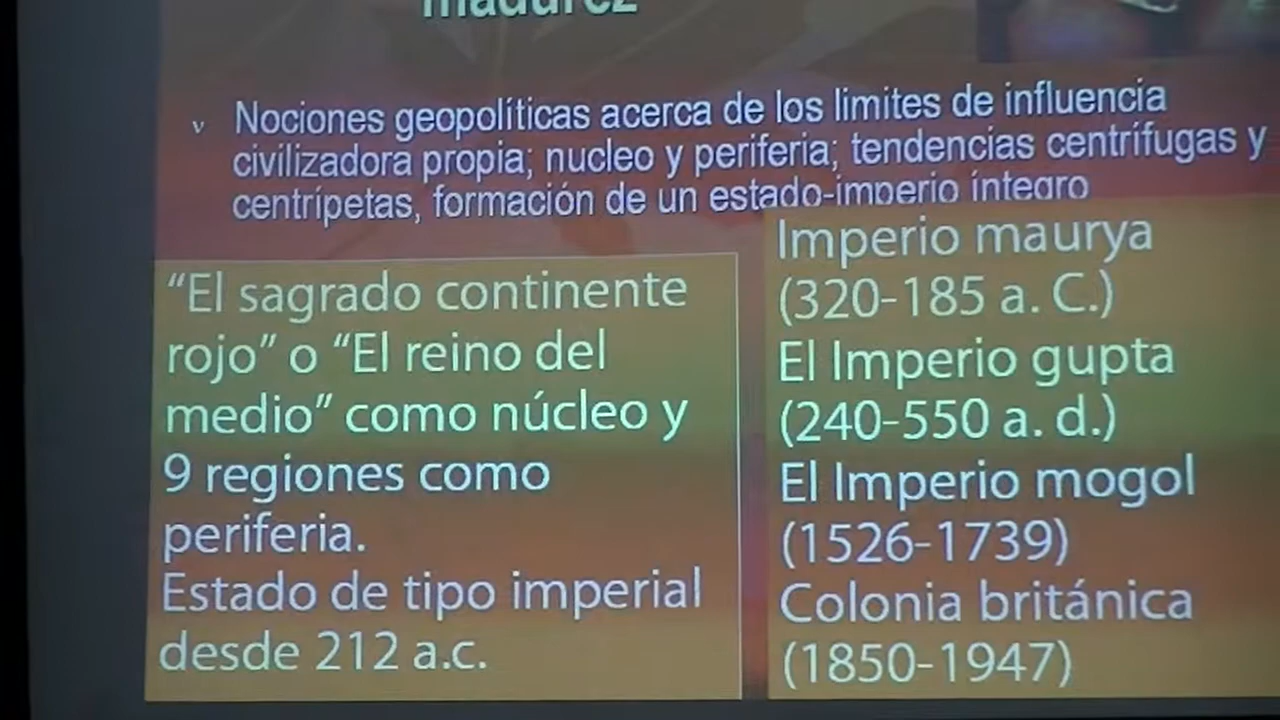 madurez
Nociones geopolíticas acerca de los limites de influencia
civilizadora propia; nucleo y periferia; tendencias centrífugas y
centrípetas, formación de un estado-imperio íntegro
“El sagrado continente
rojo” o “El reino del
medio” como núcleo y
9 regiones como
periferia.
Estado de tipo imperial
desde 212 a.c.
Imperio maurya
(320-185 a. C.)
El Imperio gupta
(240-550 a. d.)
El Imperio mogol
(1526-1739)
Colonia británica
(1850-1947)